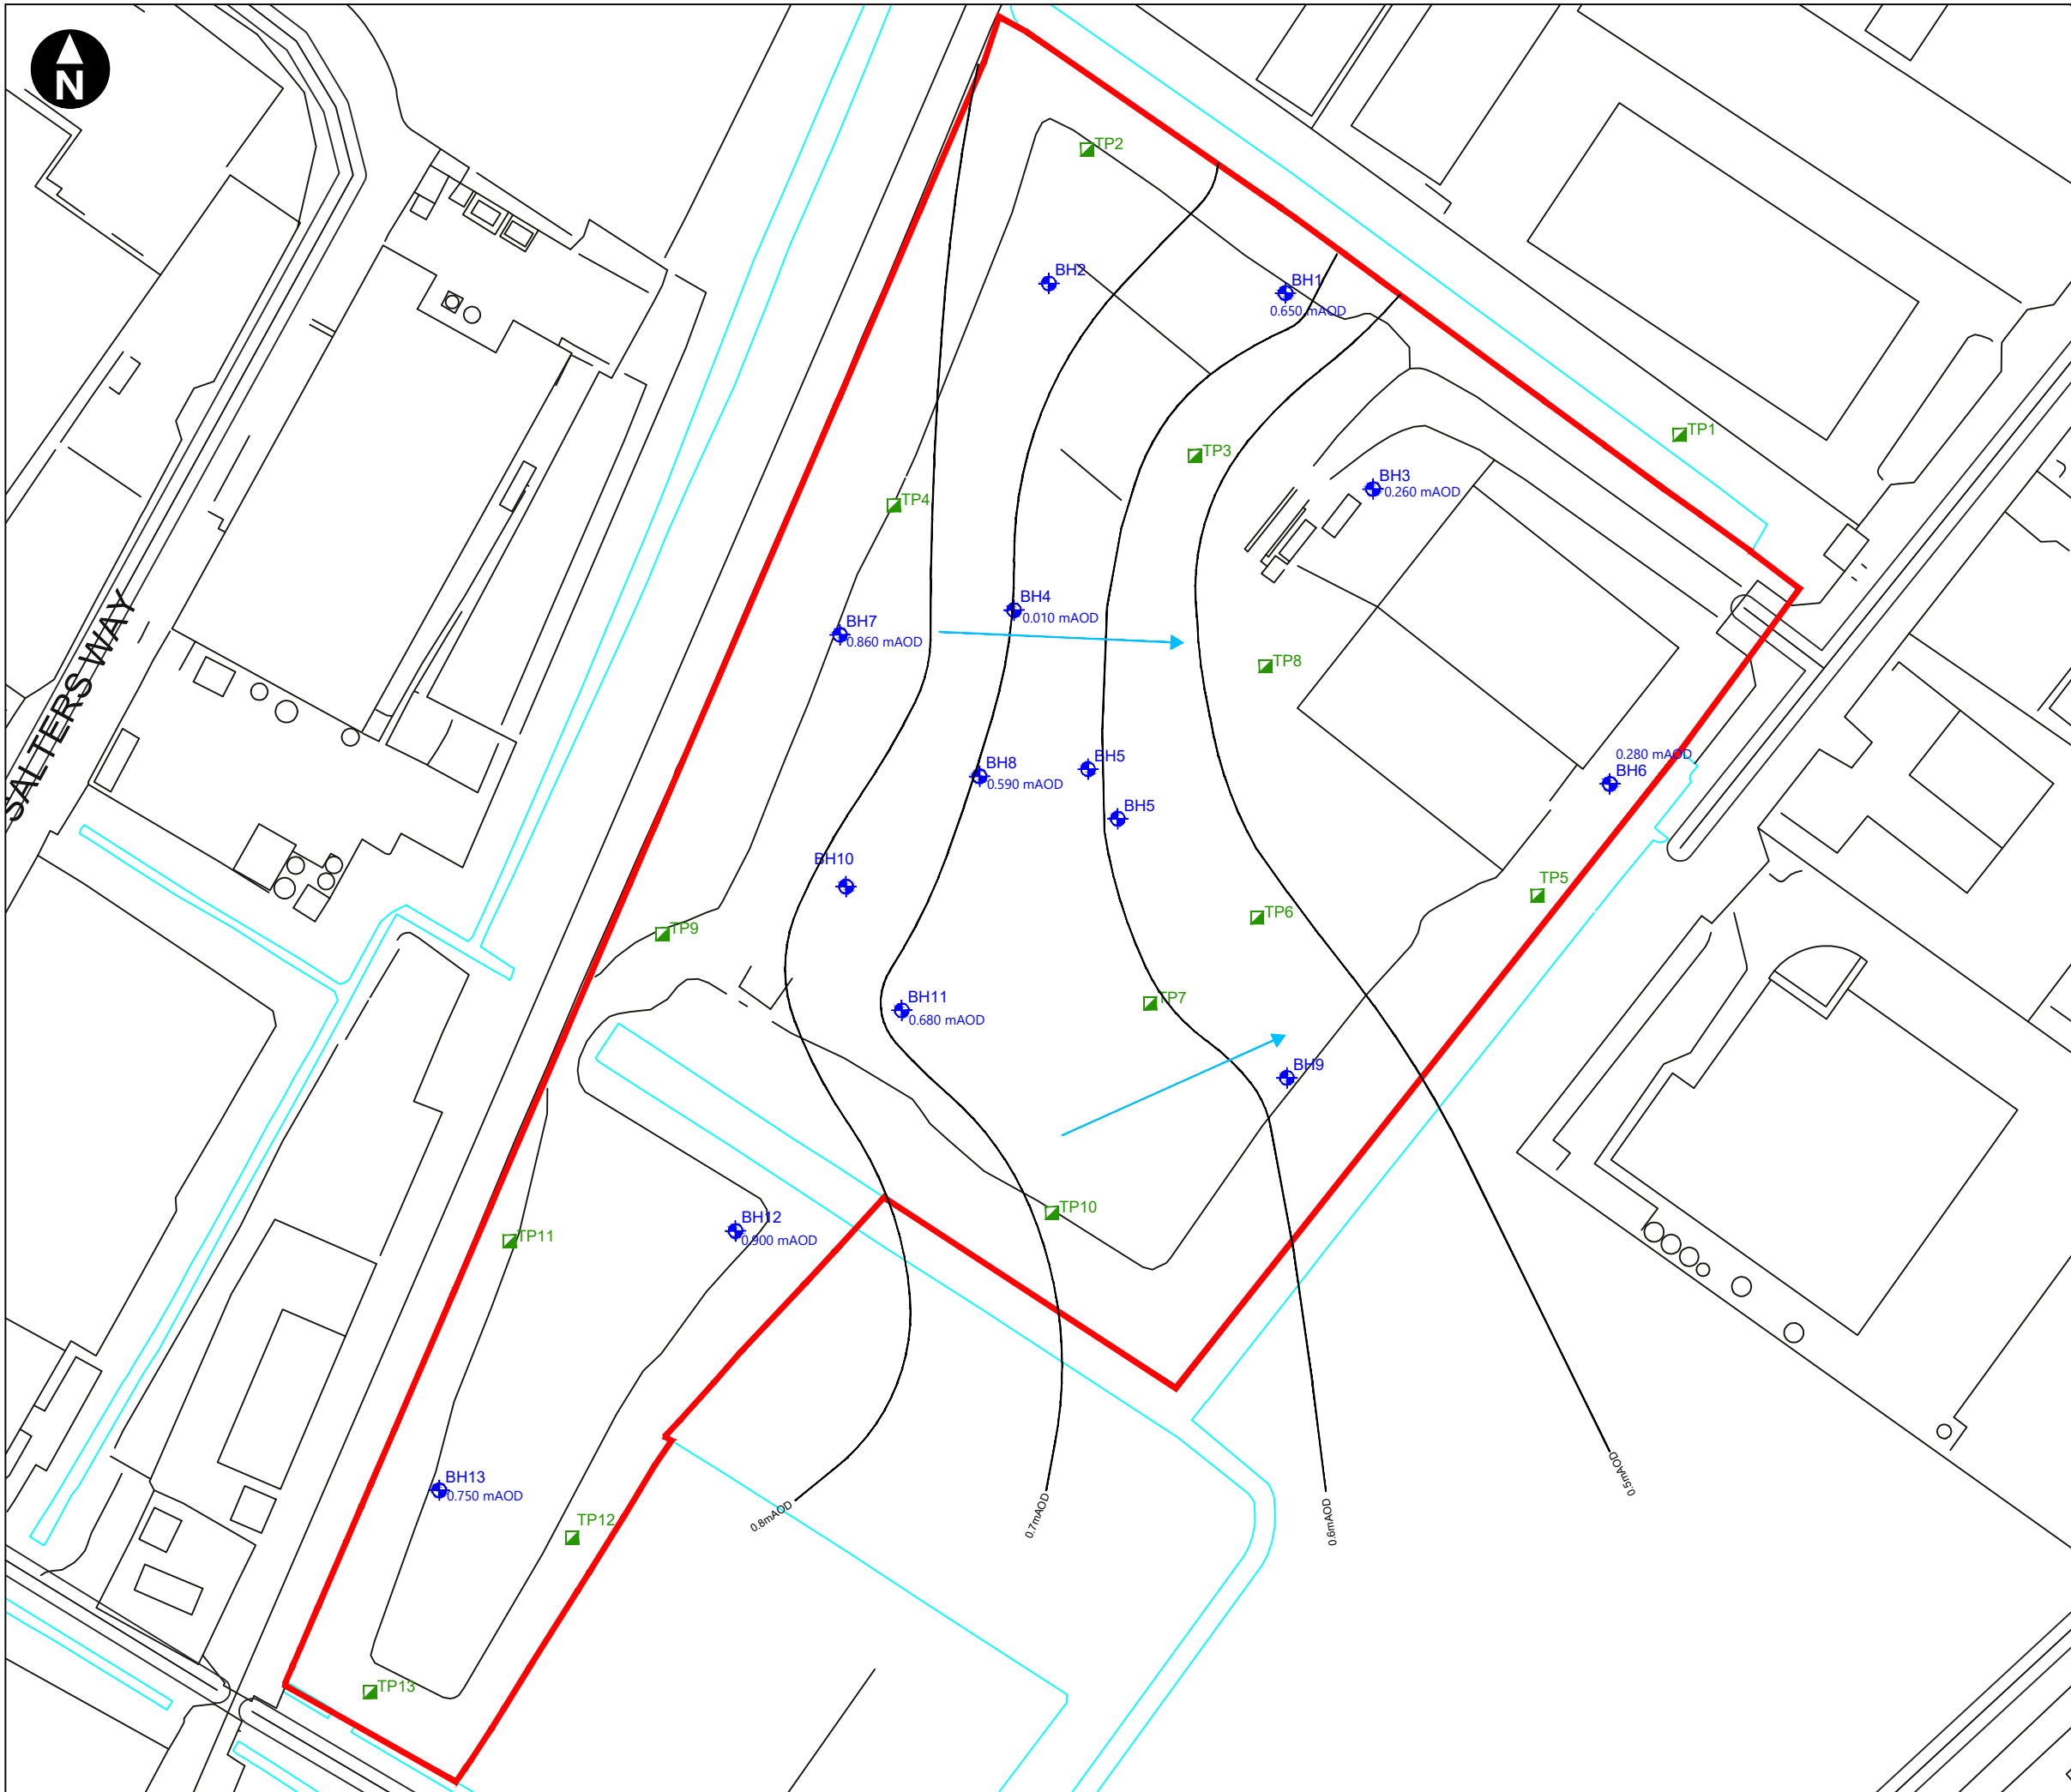 N
TP2
BH2
BH1
0.650 mAOD
TP1
TP3
BH3
0.260 mAOD
TP4
BH4
0.010 mAOD
BH7
0.860 mAOD
SALTERS WAY
TP8
0.280 mAOD
BH6
BH8
0.590 mAOD
BH5
BH5
BH10
TP5
TP6
TP9
TP7
BH11
0.680 mAOD
BH9
TP10
BH12
0.900 mAOD
TP11
BH13
0.750 mAOD
0.5mAOD
0.8mAOD
0.7mAOD
0.6mAOD
TP12
TP13